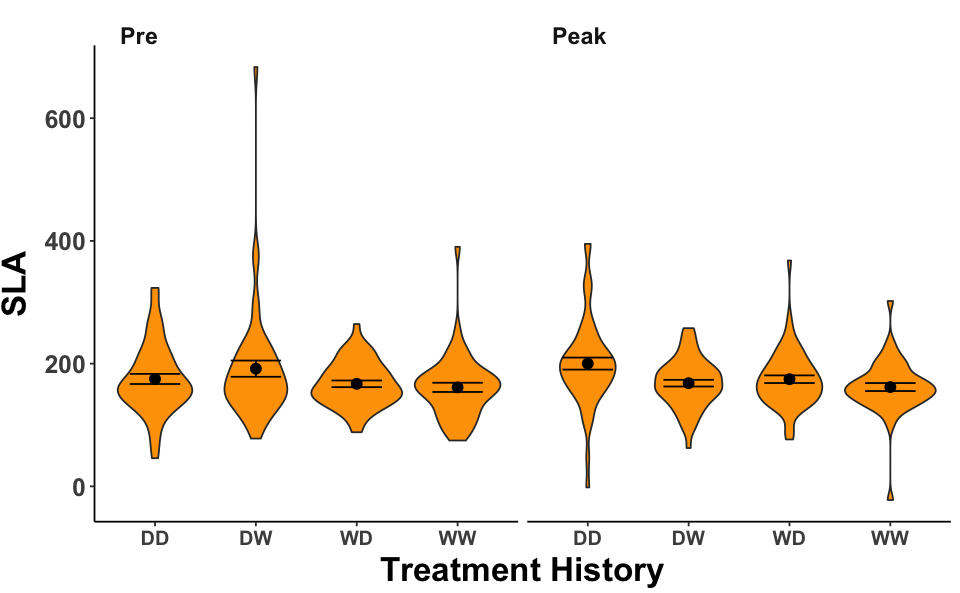 Pre
Peak
SLA
600
400
200
0
DD DW WD WW
DD DW WD WW
Treatment History